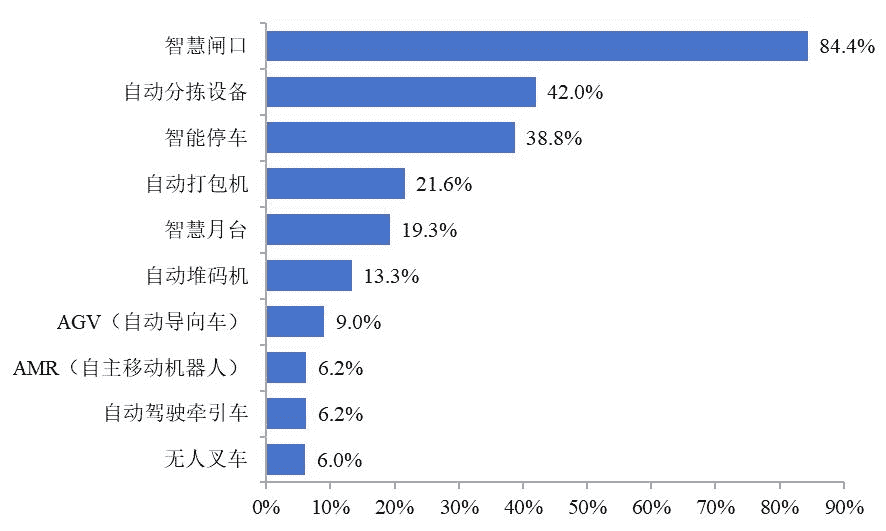 智慧闸口 84.4%
自动分拣设备 42.0%
智能停车 38.8%
自动打包机 21.6%
智慧月台 19.3%
自动堆码机 13.3%
AGV（自动导向车） 9.0%
AMR（自主移动机器人） 6.2%
自动驾驶牵引车 6.2%
无人叉车 6.0%
0% 10% 20% 30% 40% 50% 60% 70% 80% 90%